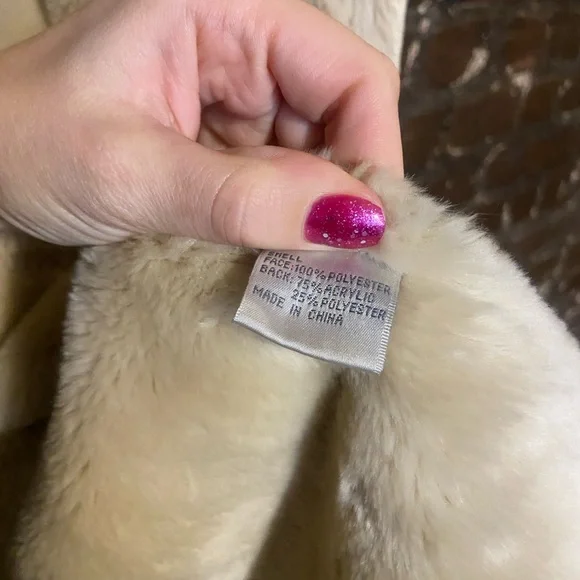 SHELL
FACE:100%POLYESTER
BACK: 75%ACRYLIC
25%POLYESTER
MADE IN CHINA